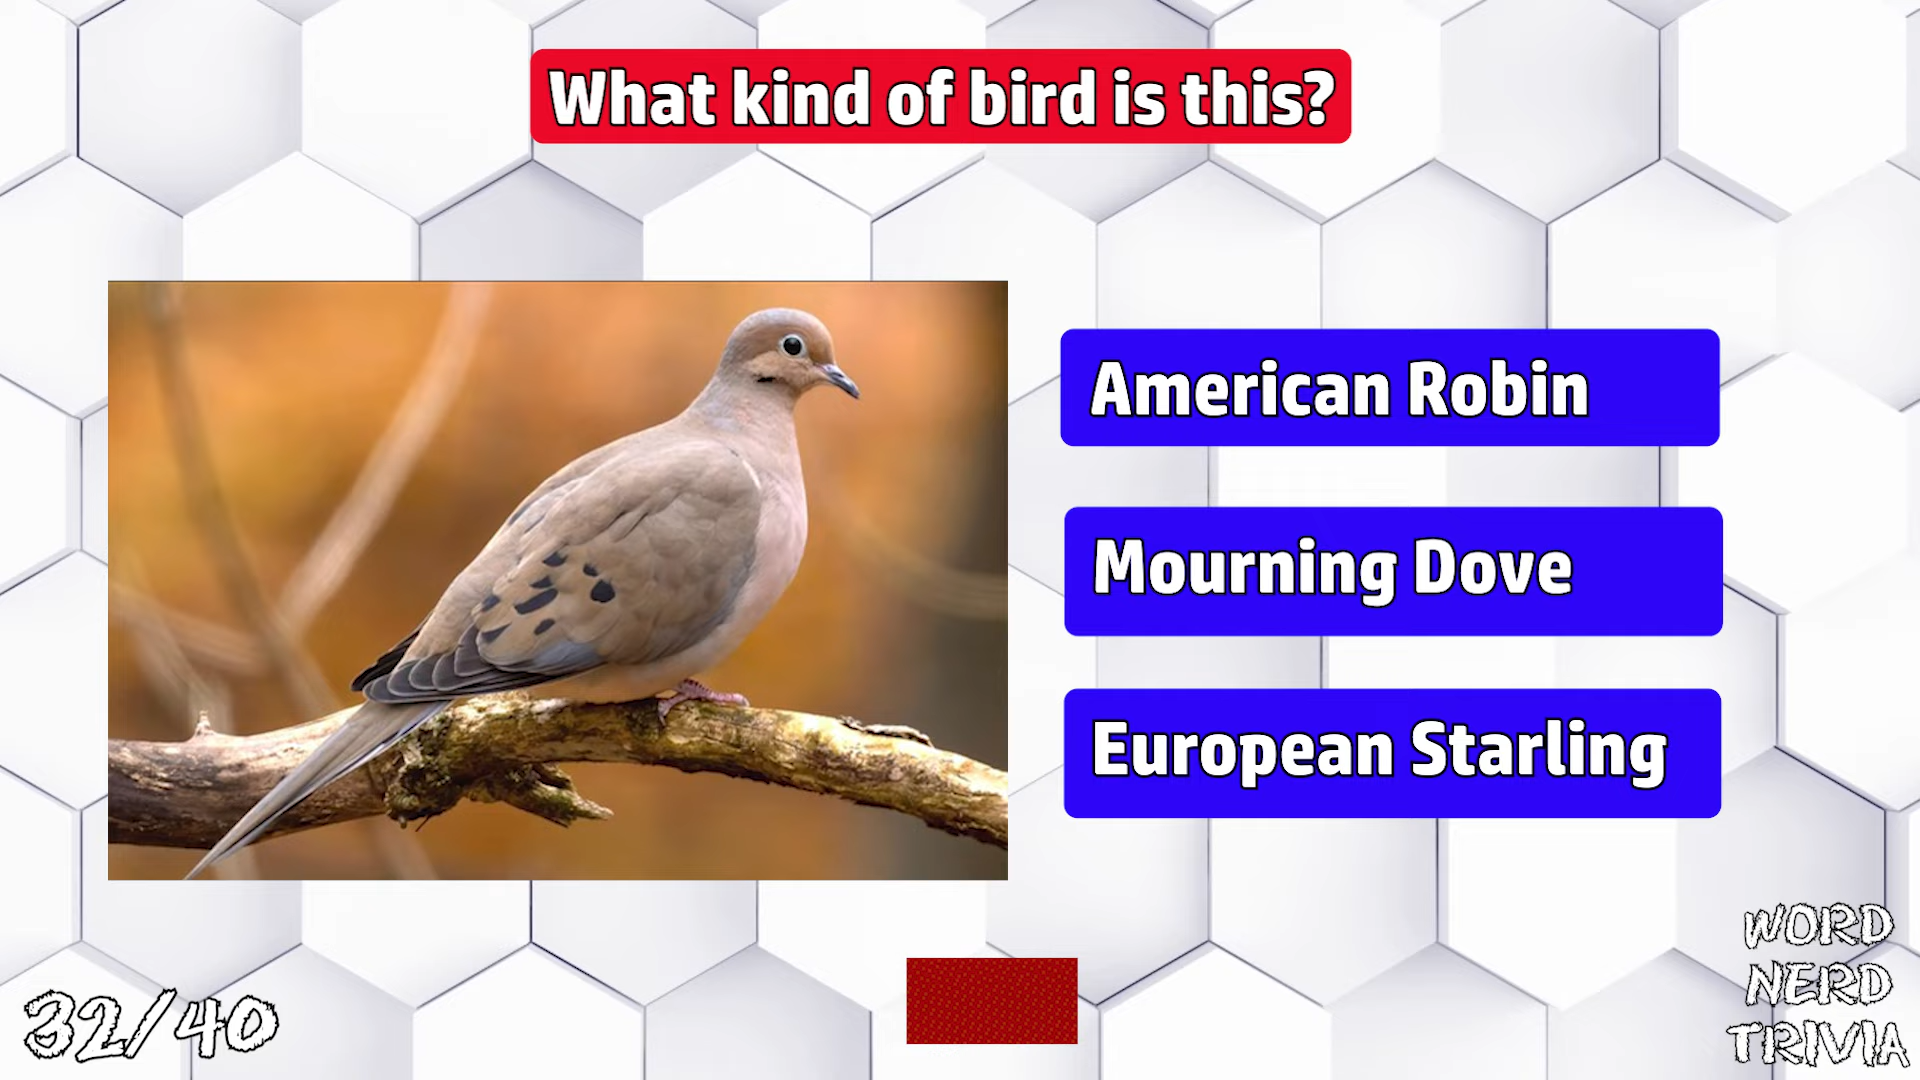 What kind of bird is this?
American Robin
Mourning Dove
European Starling
32/40
WORD
NERD
TRIVIA